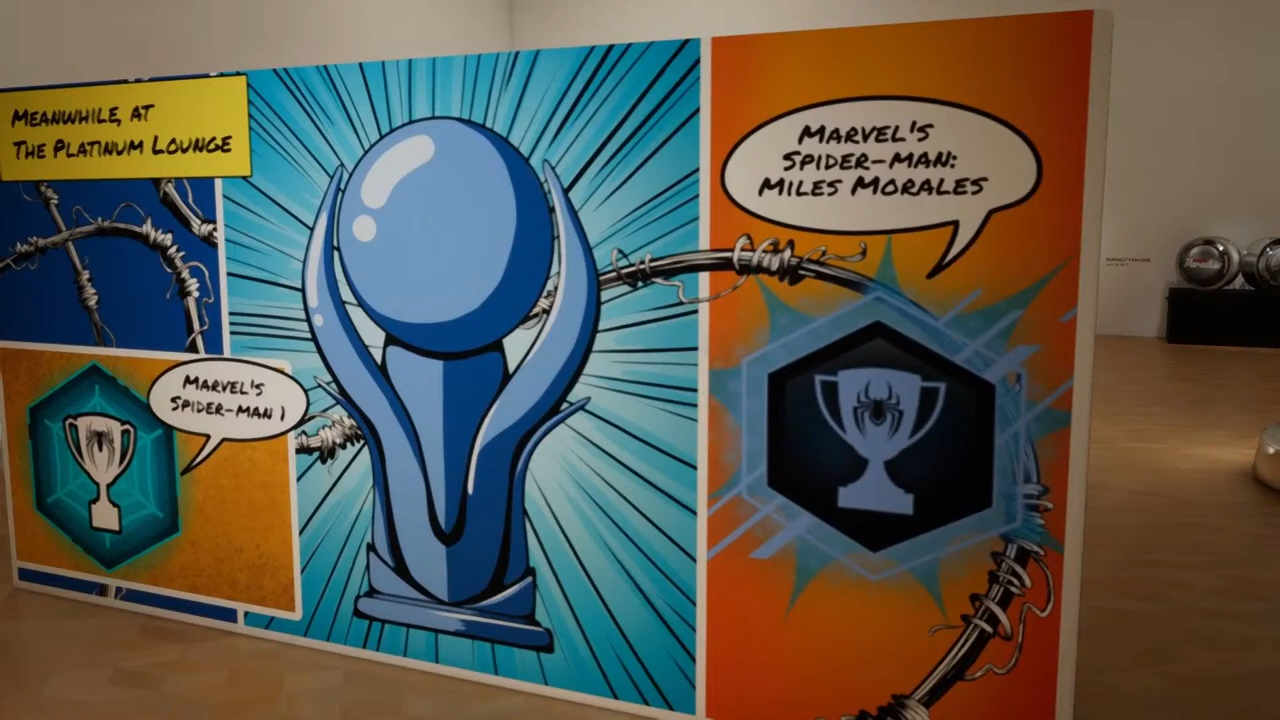 MEANWHILE, AT
THE PLATINUM LOUNGE
MARVEL'S
SPIDER-MAN:
MILES MORALES
MARVEL'S
SPIDER-MAN 1